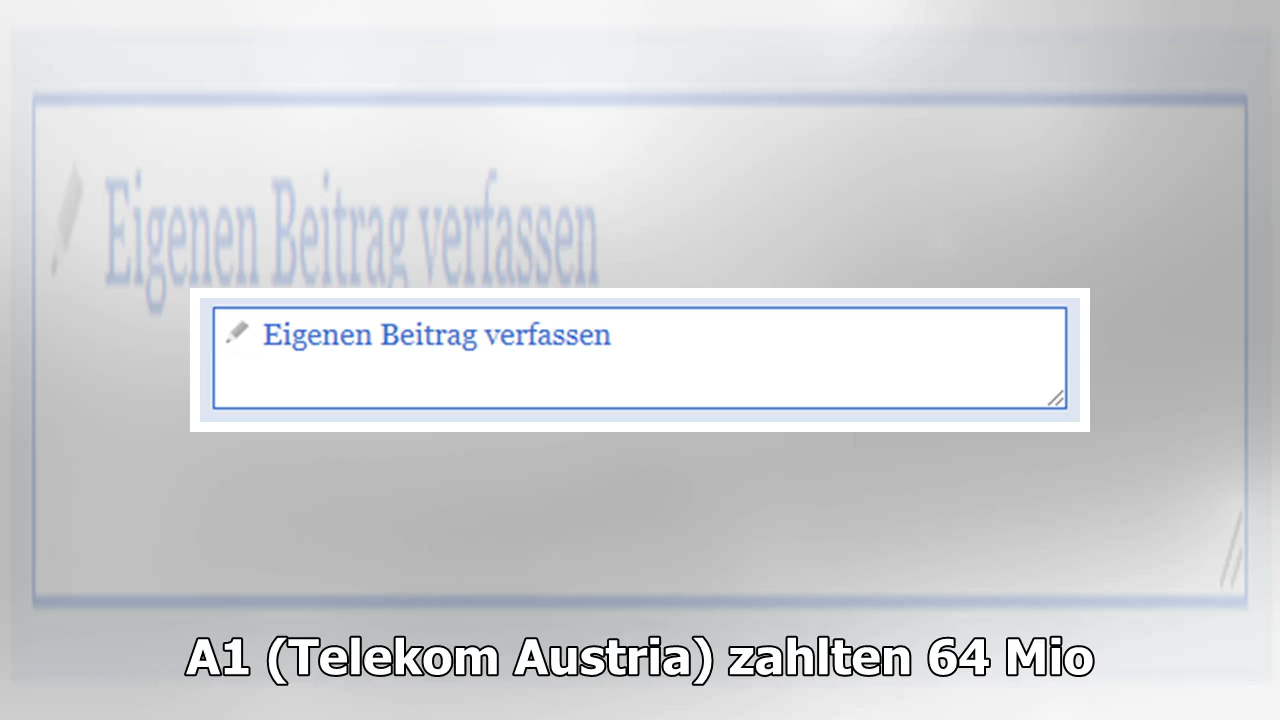 Eigenen Beitrag verfassen
Eigenen Beitrag verfassen
A1 (Telekom Austria) zahlten 64 Mio